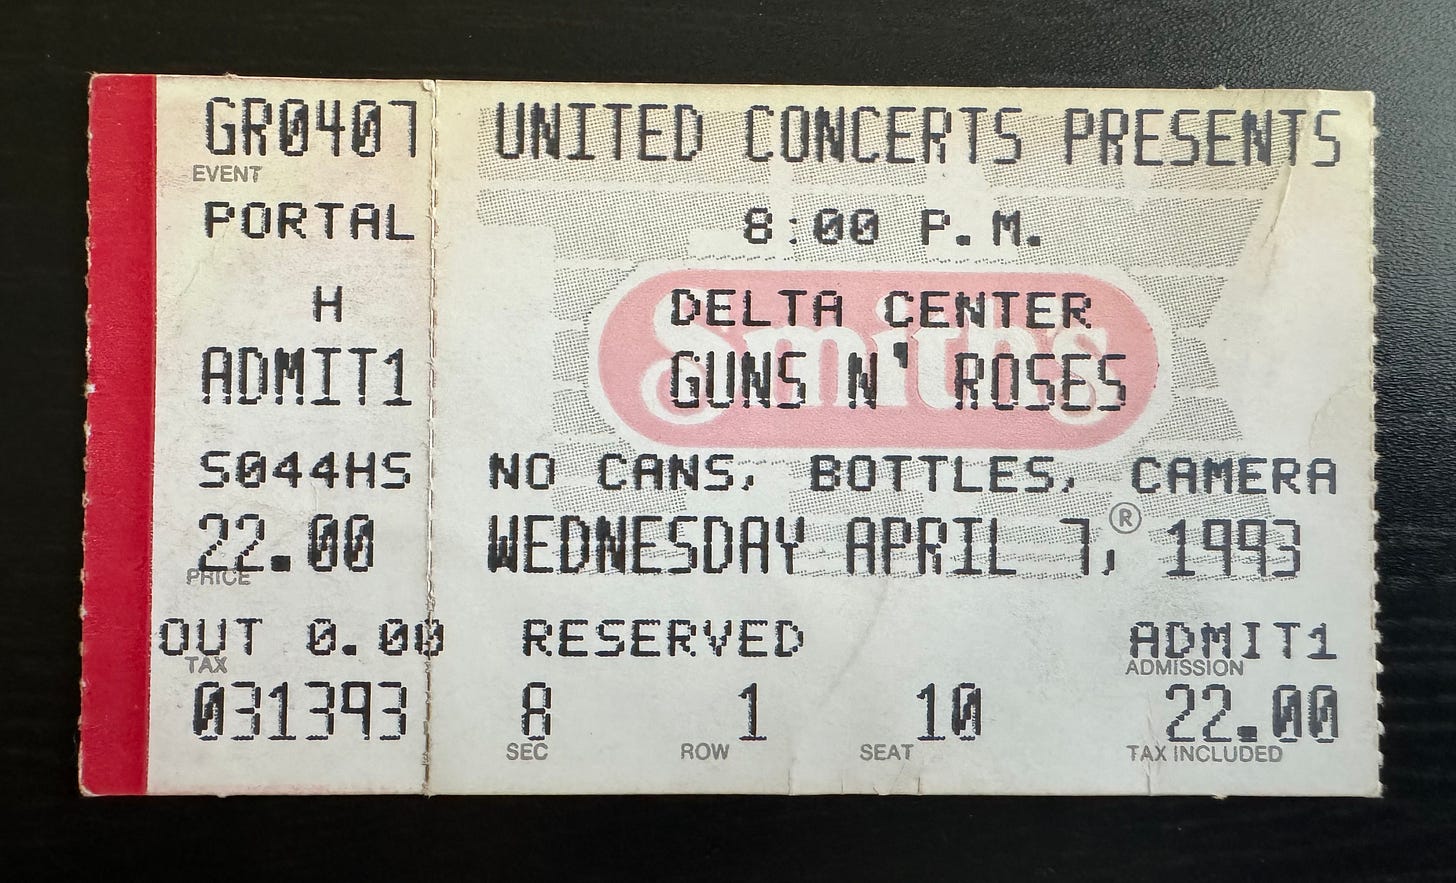 GR0407
EVENT
PORTAL
H
ADMIT1
S044HS
22.00
PRICE
OUT 0.00
TAX
031393
UNITED CONCERTS PRESENTS
8:00 P.M.
DELTA CENTER
Smiths
GUNS N' ROSES
NO CANS, BOTTLES, CAMERA
®
WEDNESDAY APRIL 7, 1993
RESERVED ADMIT1
ADMISSION
8 1 10 22.00
SEC ROW SEAT TAX INCLUDED